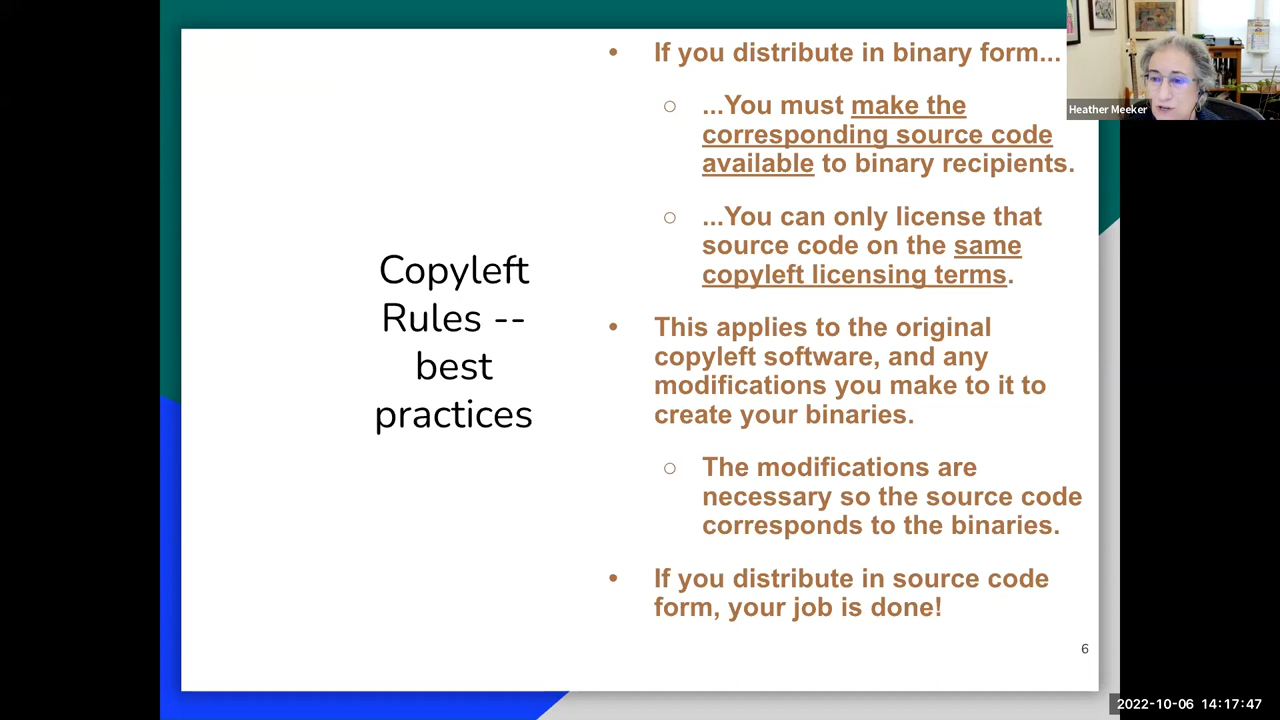 Copyleft
Rules --
best
practices
• If you distribute in binary form...
○ ...You must make the
corresponding source code
available to binary recipients.
○ ...You can only license that
source code on the same
copyleft licensing terms.
• This applies to the original
copyleft software, and any
modifications you make to it to
create your binaries.
○ The modifications are
necessary so the source code
corresponds to the binaries.
• If you distribute in source code
form, your job is done!
6
Heather Meeker
2022-10-06 14:17:47